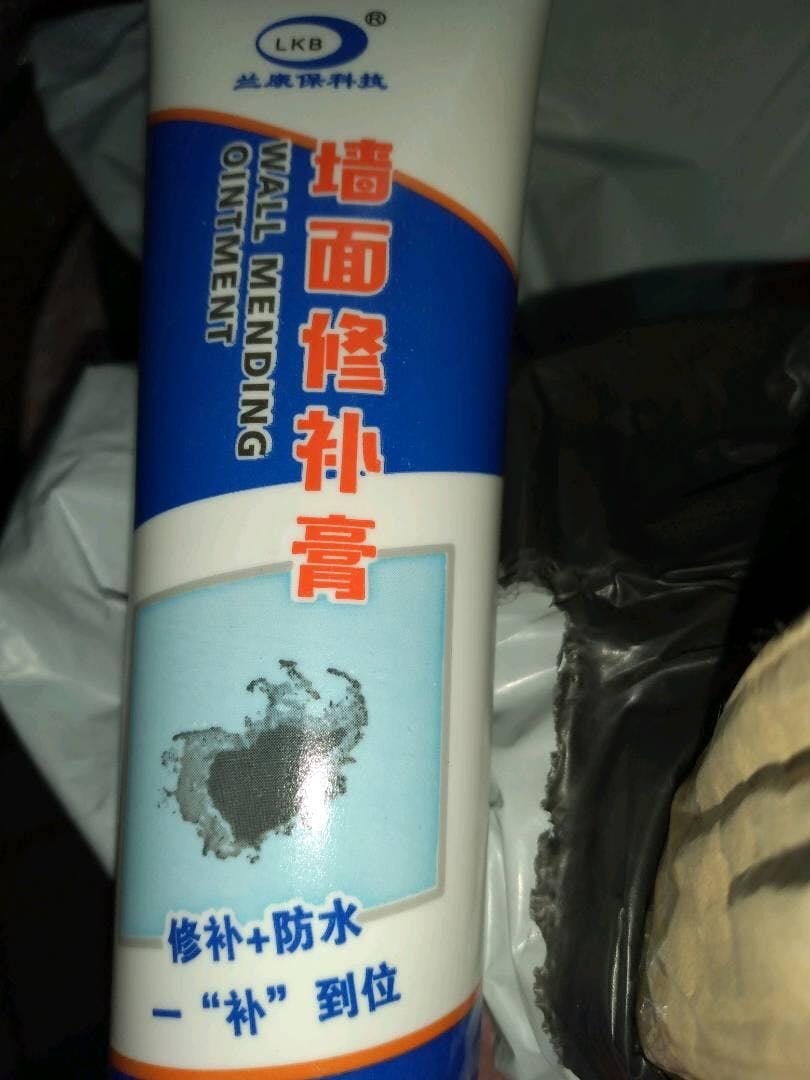 LKB®
兰康保科技
墙面修补膏
WALL MENDING
OINTMENT
修补+防水
一“补”到位